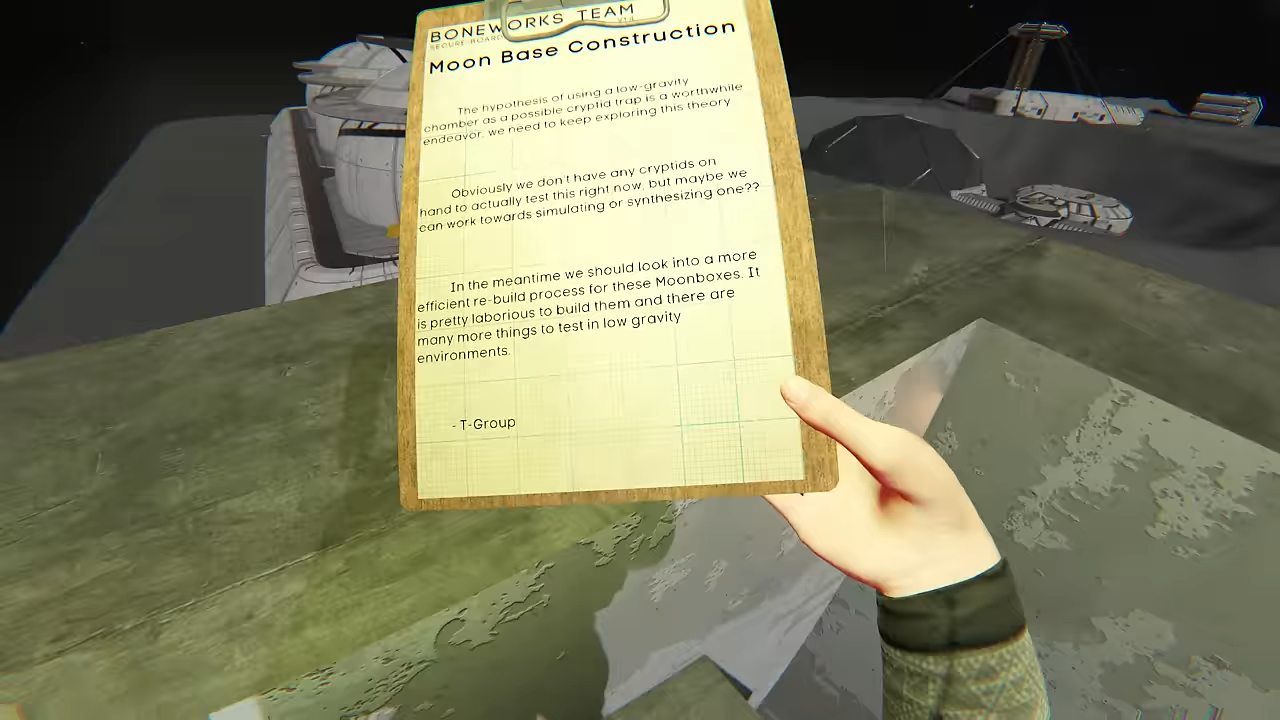 BONEWORKS TEAM
SECURE-BOARD V1.1
Moon Base Construction
The hypothesis of using a low-gravity
chamber as a possible cryptid trap is a worthwhile
endeavor. we need to keep exploring this theory
Obviously we don't have any cryptids on
hand to actually test this right now, but maybe we
can work towards simulating or synthesizing one??
In the meantime we should look into a more
efficient re-build process for these Moonboxes. It
is pretty laborious to build them and there are
many more things to test in low gravity
environments.
- T-Group